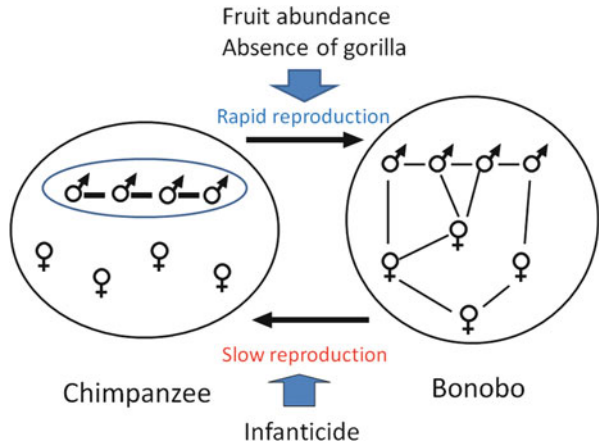 Fruit abundance
Absence of gorilla
Rapid reproduction
Slow reproduction
Chimpanzee
Bonobo
Infanticide